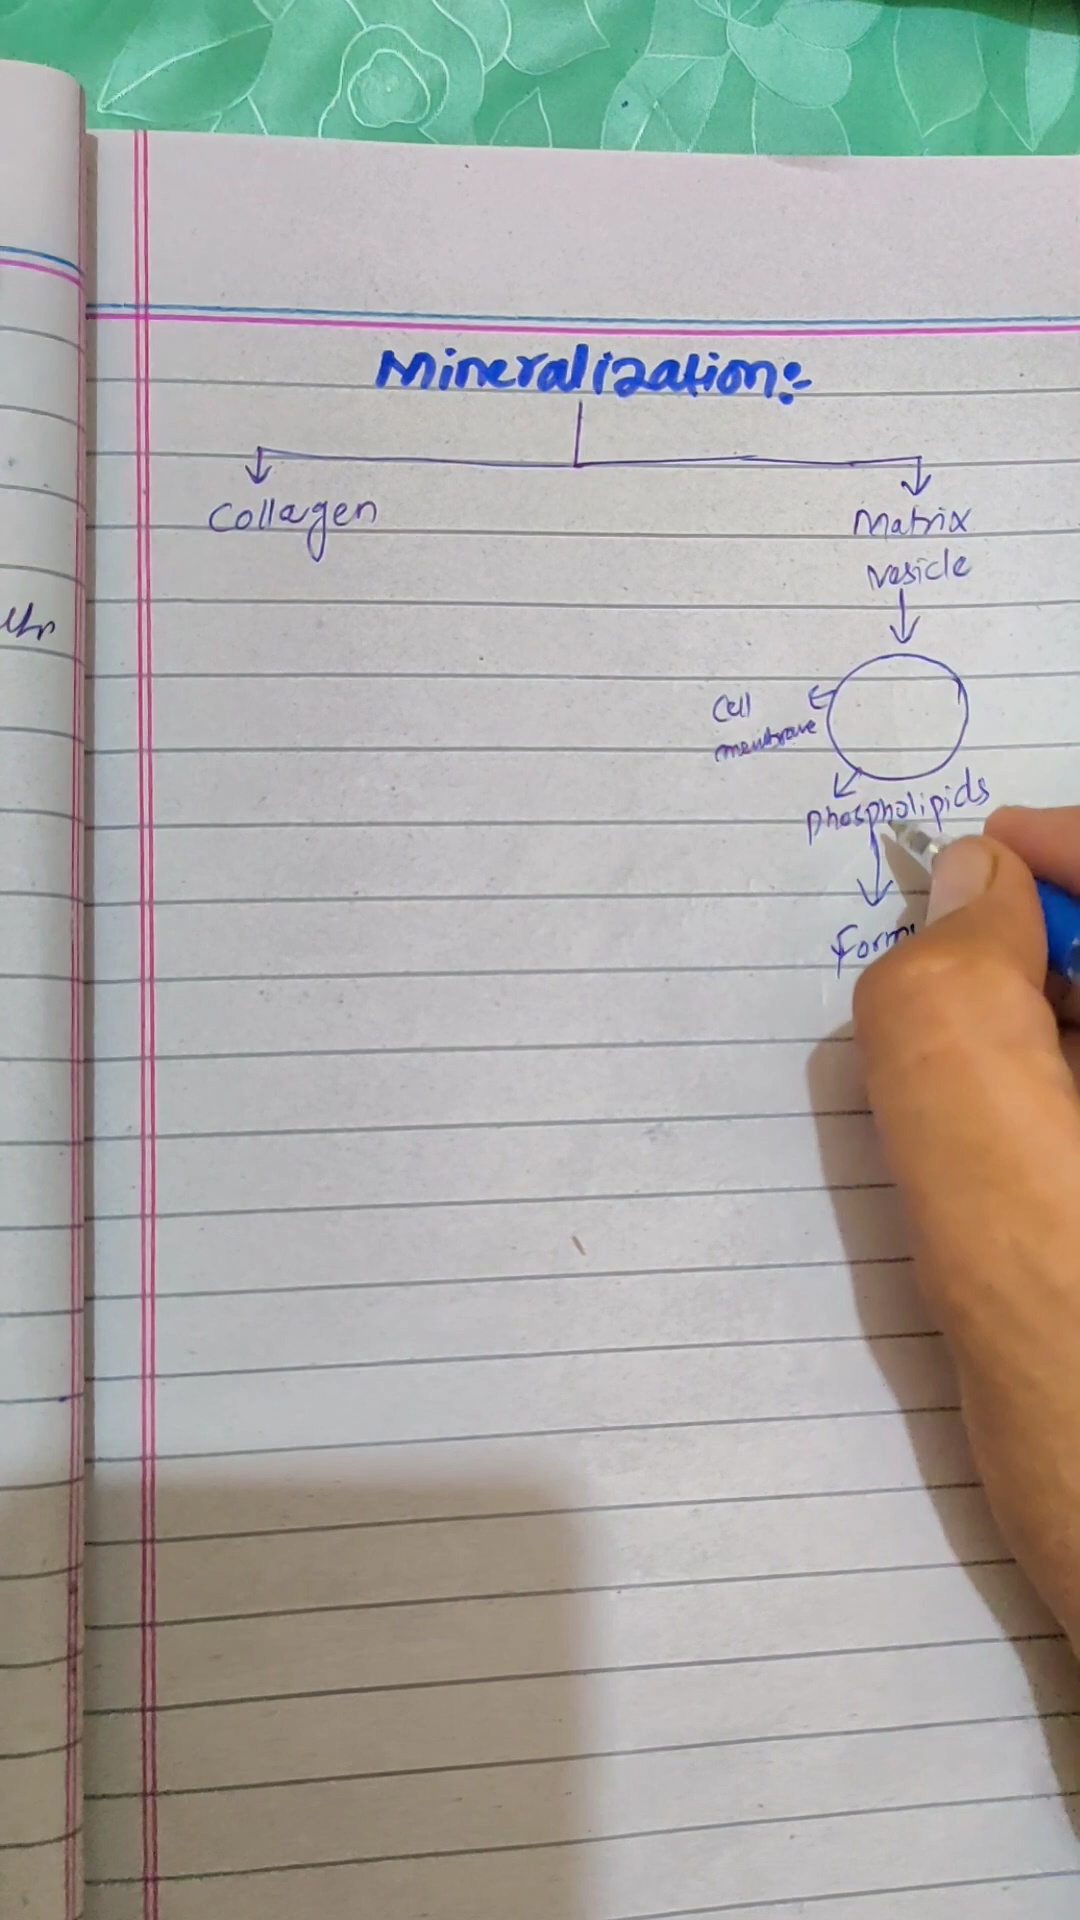 Mineralization:-
Collagen
Matrix
vesicle
Cell
membrane
phospholipids